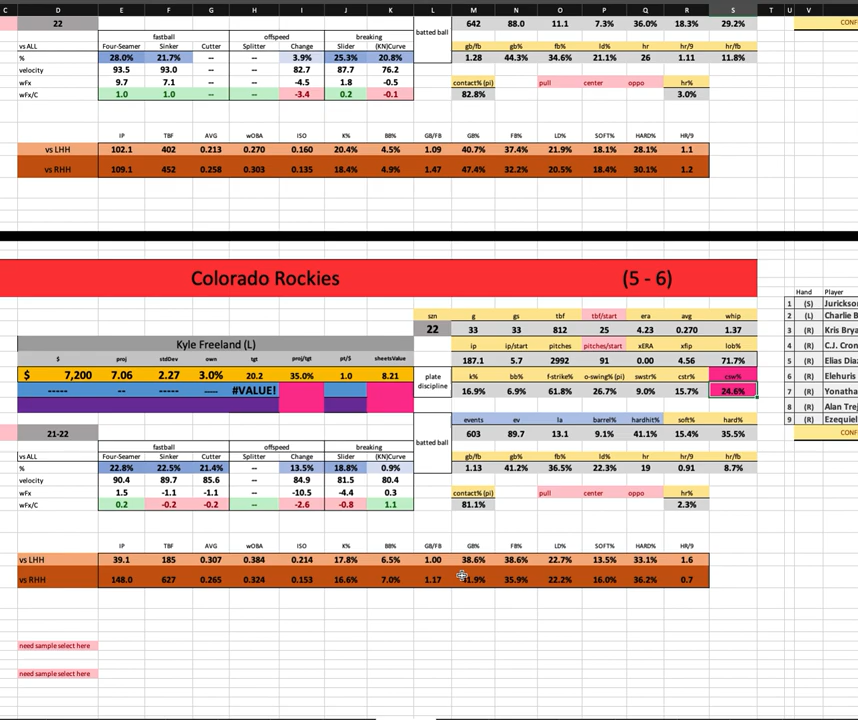 C D E F G H I J K L M N O P Q R S T U V
22 batted ball 642 88.0 11.1 7.3% 36.0% 18.3% 29.2% CONF
fastball offspeed breaking gb/fb gb% fb% ld% hr hr/9 hr/fb
vs ALL Four-Seamer Sinker Cutter Splitter Change Slider (KN)Curve
% 28.0% 21.7% -- -- 3.9% 25.3% 20.8% 1.28 44.3% 34.6% 21.1% 26 1.11 11.8%
velocity 93.5 93.0 -- -- 82.7 87.7 76.2
wFx 9.7 7.1 -- -- -4.5 1.8 -0.5 contact% (pi) pull center oppo hr%
wFx/C 1.0 1.0 -- -- -3.4 0.2 -0.1 82.8% 3.0%
IP TBF AVG wOBA ISO K% BB% GB/FB GB% FB% LD% SOFT% HARD% HR/9
vs LHH 102.1 402 0.213 0.270 0.160 20.4% 4.5% 1.09 40.7% 37.4% 21.9% 18.1% 28.1% 1.1
vs RHH 109.1 452 0.258 0.303 0.135 18.4% 4.9% 1.47 47.4% 32.2% 20.5% 18.4% 30.1% 1.2
Colorado Rockies (5 - 6)
Hand Player
1 (S) Jurickson
szn g gs tbf tbf/start era avg whip 2 (L) Charlie B
22 33 33 812 25 4.23 0.270 1.37 3 (R) Kris Bry
Kyle Freeland (L) ip ip/start pitches pitches/start xERA xfip lob% 4 (R) C.J. Cron
$ proj stdDev own tgt proj/tgt pt/$ sheetsValue 187.1 5.7 2992 91 0.00 4.56 71.7% 5 (R) Elias Diaz
$ 7,200 7.06 2.27 3.0% 20.2 35.0% 1.0 8.21 plate discipline k% bb% f-strike% o-swing% (pi) swstr% cstr% csw% 6 (R) Elehuris
----- -- ----- ---- #VALUE! 16.9% 6.9% 61.8% 26.7% 9.0% 15.7% 24.6% 7 (R) Yonatha
8 (R) Alan Trej
events ev la barrel% hardhit% soft% hard% 9 (R) Ezequiel
21-22 batted ball 603 89.7 13.1 9.1% 41.1% 15.4% 35.5% CONF
fastball offspeed breaking
vs ALL Four-Seamer Sinker Cutter Splitter Change Slider (KN)Curve gb/fb gb% fb% ld% hr hr/9 hr/fb
% 22.8% 22.5% 21.4% -- 13.5% 18.8% 0.9% 1.13 41.2% 36.5% 22.3% 19 0.91 8.7%
velocity 90.4 89.7 85.6 -- 84.9 81.5 80.4
wFx 1.5 -1.1 -1.1 -- -10.5 -4.4 0.3 contact% (pi) pull center oppo hr%
wFx/C 0.2 -0.2 -0.2 -- -2.6 -0.8 1.1 81.1% 2.3%
IP TBF AVG wOBA ISO K% BB% GB/FB GB% FB% LD% SOFT% HARD% HR/9
vs LHH 39.1 185 0.307 0.384 0.214 17.8% 6.5% 1.00 38.6% 38.6% 22.7% 13.5% 33.1% 1.6
vs RHH 148.0 627 0.265 0.324 0.153 16.6% 7.0% 1.17 35.9% 22.2% 16.0% 36.2% 0.7
need sample select here
need sample select here